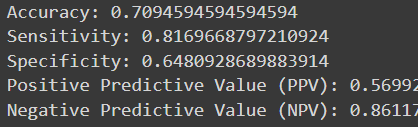 Accuracy: 0.7094594594594594
Sensitivity: 0.8169668797210924
Specificity: 0.6480928689883914
Positive Predictive Value (PPV): 0.56992
Negative Predictive Value (NPV): 0.86117